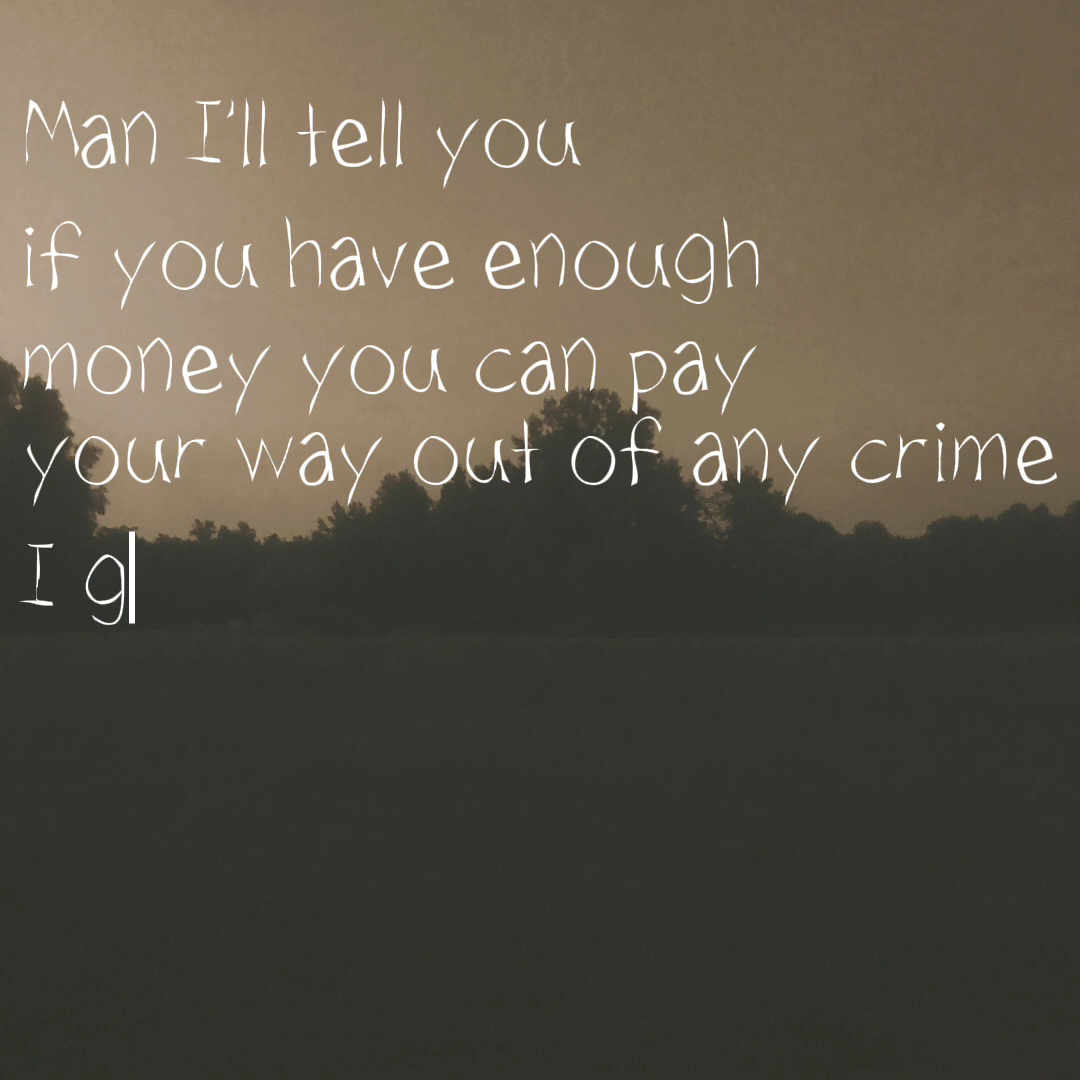 Man I'll tell you
if you have enough
money you can pay
your way out of any crime
I g